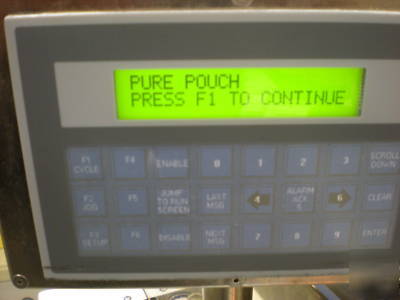 PURE POUCH
PRESS F1 TO CONTINUE
F1 CYCLE
F4
ENABLE
0
1
2
3
SCROLL DOWN
F2 JOG
F5
JUMP TO RUN SCREEN
LAST MSG
4
ALARM ACK 5
6
CLEAR
F3 SETUP
F6
DISABLE
NEXT MSG
7
8
9
ENTER